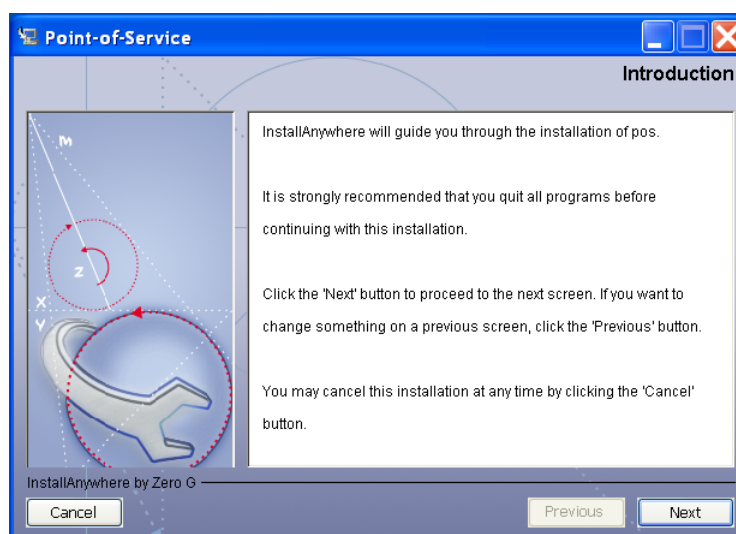 Point-of-Service
Introduction
M
Z
X
Y
InstallAnywhere will guide you through the installation of pos.
It is strongly recommended that you quit all programs before
continuing with this installation.
Click the 'Next' button to proceed to the next screen. If you want to
change something on a previous screen, click the 'Previous' button.
You may cancel this installation at any time by clicking the 'Cancel'
button.
InstallAnywhere by Zero G
Cancel
Previous
Next